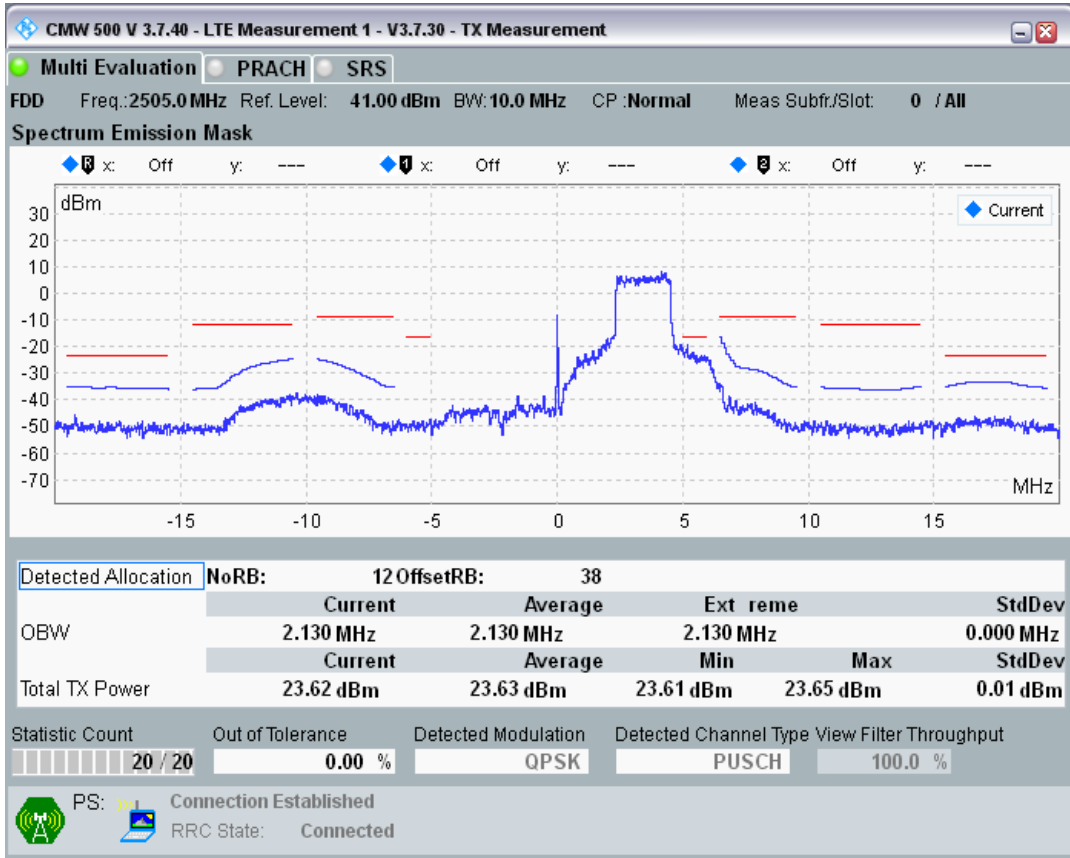 CMW 500 V 3.7.40 - LTE Measurement 1 - V3.7.30 - TX Measurement
Multi Evaluation PRACH SRS
FDD Freq.:2505.0 MHz Ref. Level: 41.00 dBm BW: 10.0 MHz CP :Normal Meas Subfr./Slot: 0 / All
Spectrum Emission Mask
R x: Off y: --- 1 x: Off y: --- 2 x: Off y: ---
dBm
Current
30
20
10
0
-10
-20
-30
-40
-50
-60
-70
MHz
-15 -10 -5 0 5 10 15
Detected Allocation NoRB: 12 OffsetRB: 38
Current Average Ext reme StdDev
OBW 2.130 MHz 2.130 MHz 2.130 MHz 0.000 MHz
Current Average Min Max StdDev
Total TX Power 23.62 dBm 23.63 dBm 23.61 dBm 23.65 dBm 0.01 dBm
Statistic Count Out of Tolerance Detected Modulation Detected Channel Type View Filter Throughput
20 / 20 0.00 % QPSK PUSCH 100.0 %
PS: Connection Established
RRC State: Connected